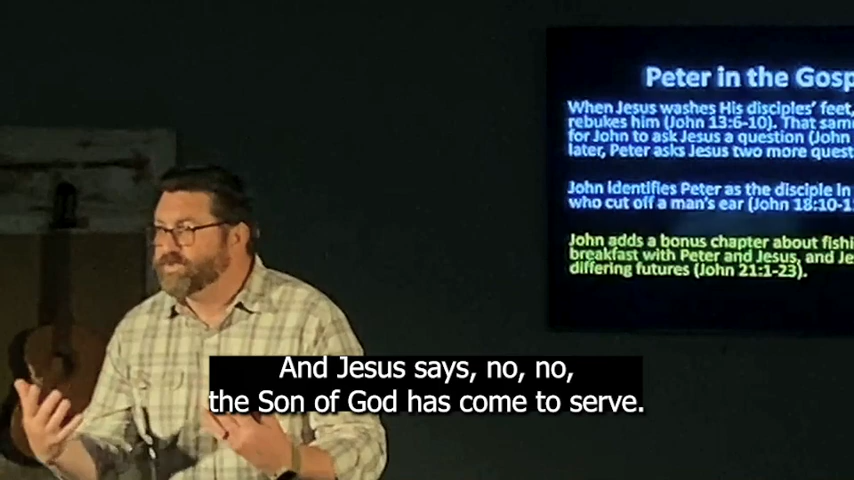 Peter in the Gosp
When Jesus washes His disciples' feet,
rebukes him (John 13:6-10). That sam
for John to ask Jesus a question (John
later, Peter asks Jesus two more quest
John identifies Peter as the disciple in
who cut off a man's ear (John 18:10-1
John adds a bonus chapter about fishi
breakfast with Peter and Jesus, and Je
differing futures (John 21:1-23).
And Jesus says, no, no,
the Son of God has come to serve.